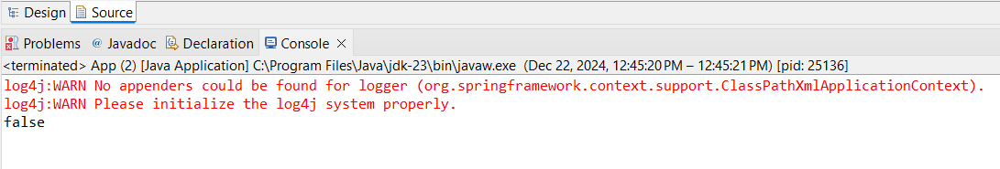 Design Source
Problems @ Javadoc Declaration Console
<terminated> App (2) [Java Application] C:\Program Files\Java\jdk-23\bin\javaw.exe (Dec 22, 2024, 12:45:20 PM – 12:45:21 PM) [pid: 25136]
log4j:WARN No appenders could be found for logger (org.springframework.context.support.ClassPathXmlApplicationContext).
log4j:WARN Please initialize the log4j system properly.
false